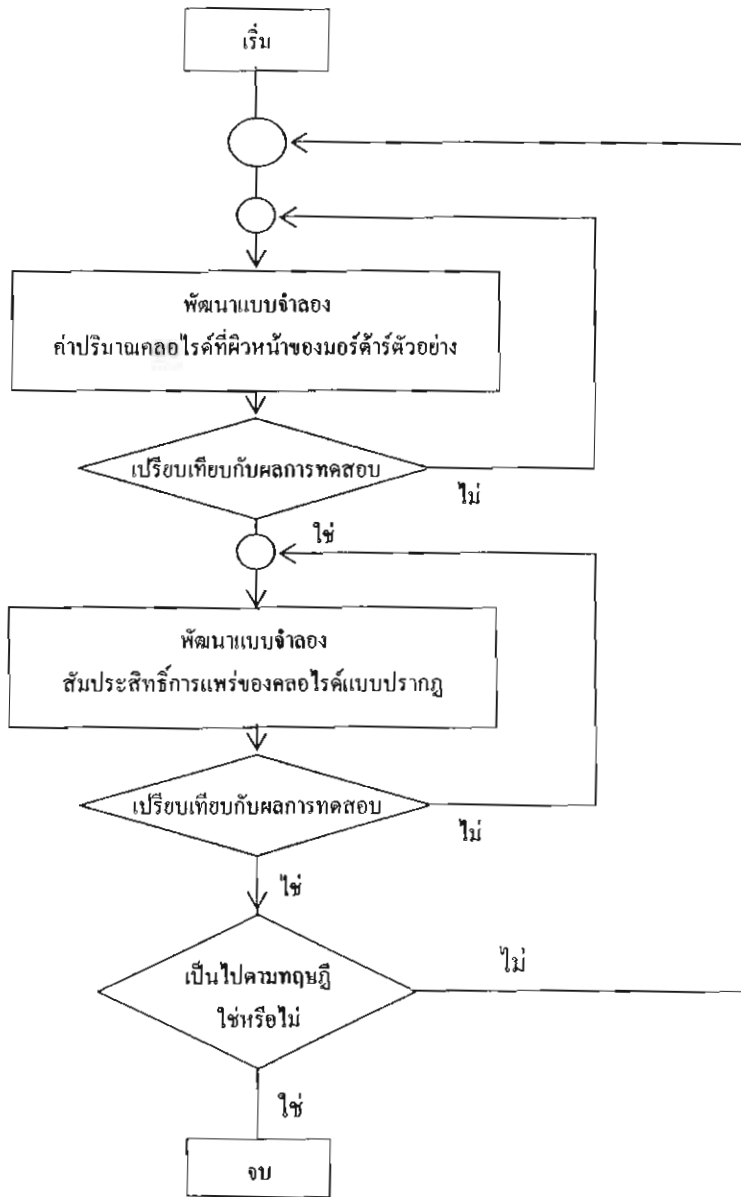 เริ่ม
พัฒนาแบบจำลอง
ค่าปริมาณคลอไรด์ที่ผิวหน้าของมอร์ต้าร์ตัวอย่าง
เปรียบเทียบกับผลการทดสอบ
ไม่
ใช่
พัฒนาแบบจำลอง
สัมประสิทธิ์การแพร่ของคลอไรด์แบบปรากฏ
เปรียบเทียบกับผลการทดสอบ
ไม่
ใช่
เป็นไปตามทฤษฎี
ใช่หรือไม่
ไม่
ใช่
จบ